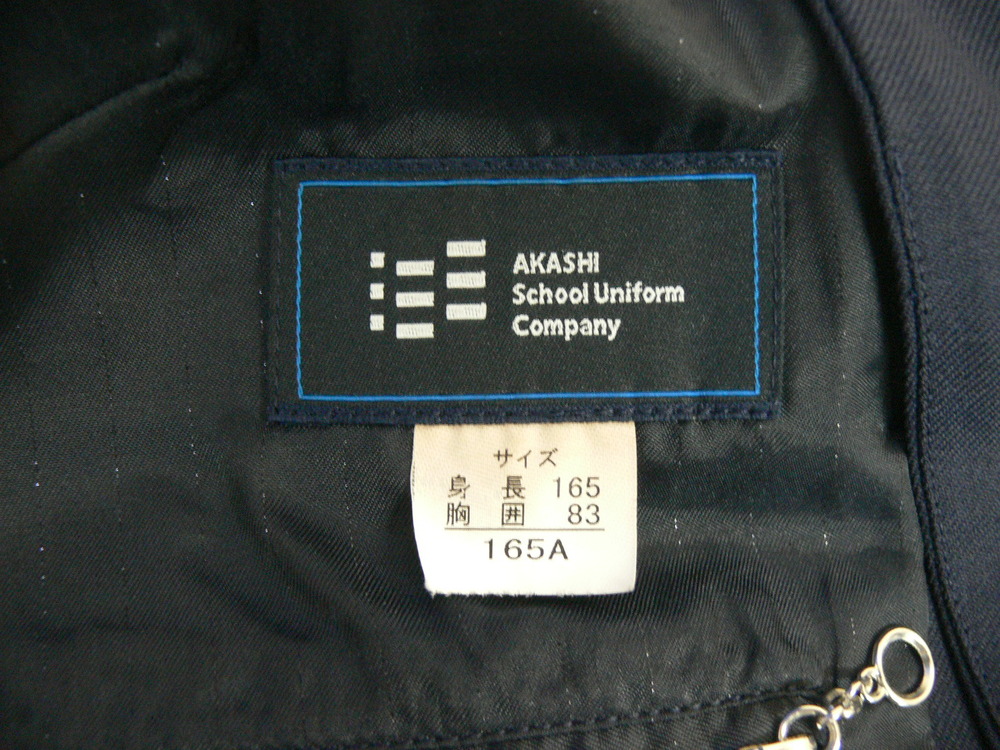 AKASHI
School Uniform
Company
サイズ
身 長 165
胸 囲 83
165A